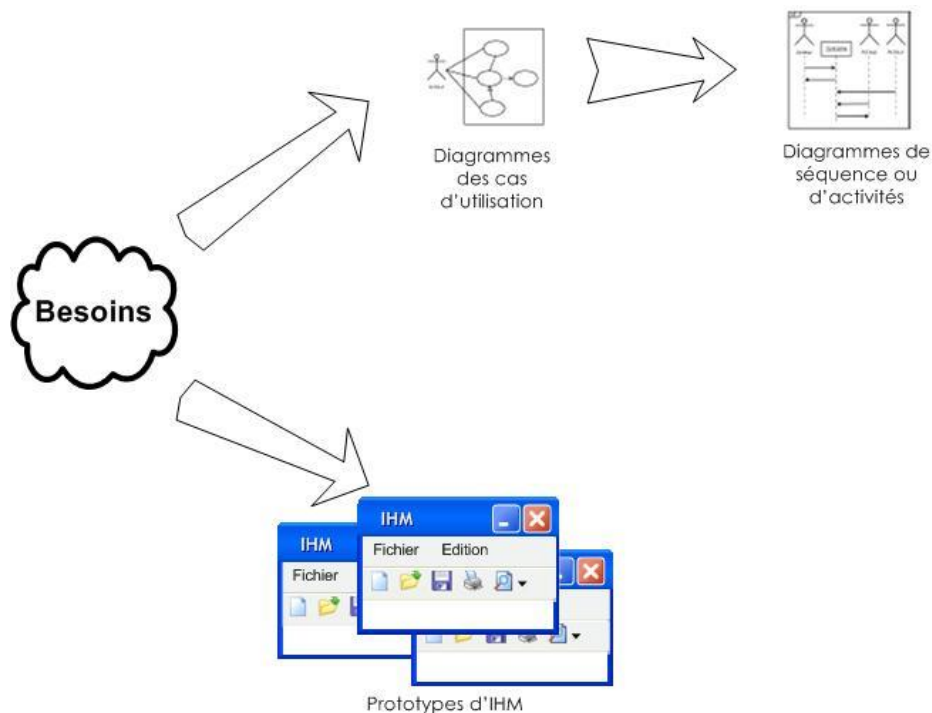 Diagrammes
des cas
d'utilisation
Diagrammes de
séquence ou
d'activités
Besoins
IHM
Fichier Edition
IHM
Fichier
Prototypes d'IHM